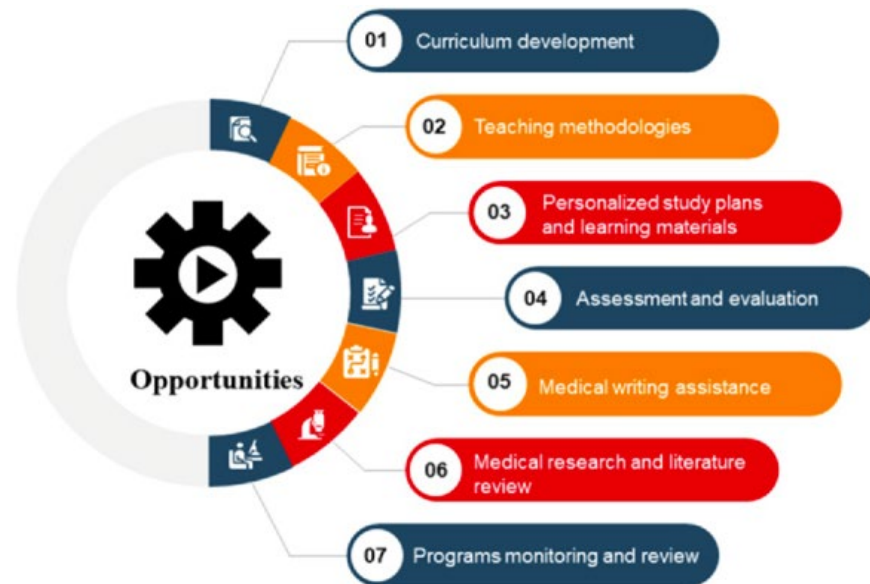 01 Curriculum development
02 Teaching methodologies
03 Personalized study plans
and learning materials
04 Assessment and evaluation
Opportunities
05 Medical writing assistance
06 Medical research and literature
review
07 Programs monitoring and review